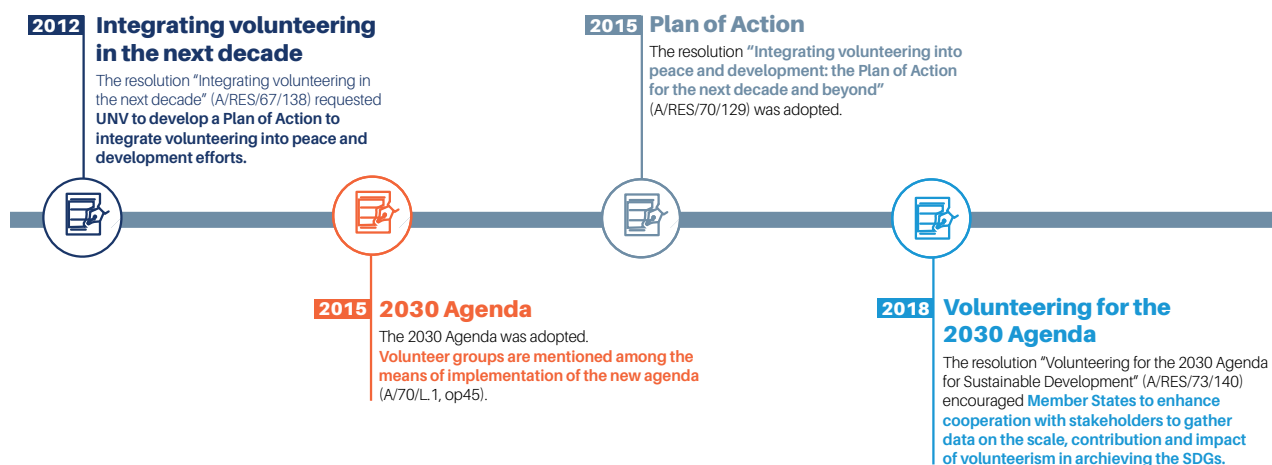 2012
Integrating volunteering
in the next decade
The resolution “Integrating volunteering in
the next decade” (A/RES/67/138) requested
UNV to develop a Plan of Action to
integrate volunteering into peace and
development efforts.
2015
2030 Agenda
The 2030 Agenda was adopted.
Volunteer groups are mentioned among the
means of implementation of the new agenda
(A/70/L.1, op45).
2015
Plan of Action
The resolution “Integrating volunteering into
peace and development: the Plan of Action
for the next decade and beyond”
(A/RES/70/129) was adopted.
2018
Volunteering for the
2030 Agenda
The resolution “Volunteering for the 2030 Agenda
for Sustainable Development” (A/RES/73/140)
encouraged Member States to enhance
cooperation with stakeholders to gather
data on the scale, contribution and impact
of volunteerism in archieving the SDGs.